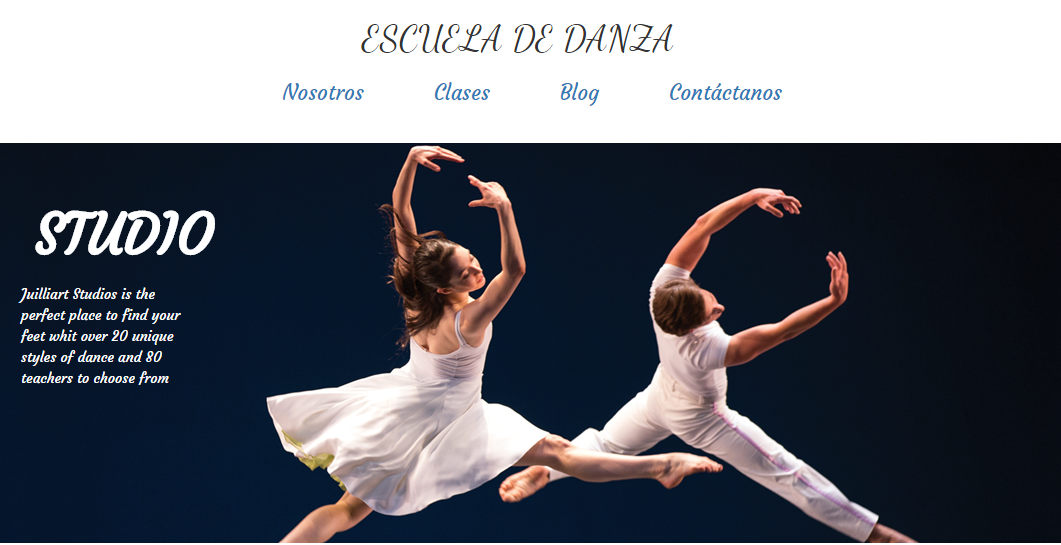 ESCUELA DE DANZA
Nosotros Clases Blog Contáctanos
STUDIO
Juilliart Studios is the
perfect place to find your
feet whit over 20 unique
styles of dance and 80
teachers to choose from